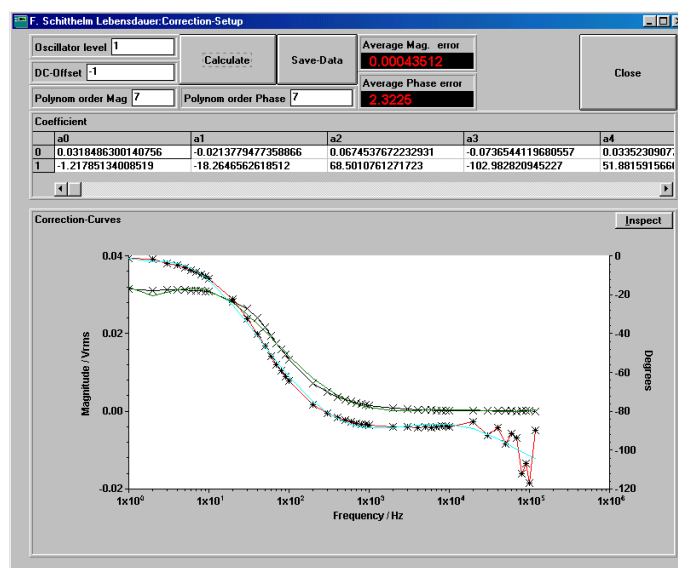 F. Schitthelm Lebensdauer:Correction-Setup
Oscillator level 1
DC-Offset -1
Calculate
Save-Data
Average Mag. error
0.00043512
Average Phase error
2.3225
Close
Polynom order Mag 7
Polynom order Phase 7
Coefficient
a0 a1 a2 a3 a4
0 0.0318486300140756 -0.0213779477358866 0.0674537672232931 -0.0736544119680557 0.03352309077
1 -1.21785134008519 -18.2646562618512 68.5010761271723 -102.982820945227 51.881591566
Correction-Curves
Inspect
0.04
0.02
0.00
-0.02
Magnitude / Vrms
0
-20
-40
-60
-80
-100
-120
Degrees
1x10⁰ 1x10¹ 1x10² 1x10³ 1x10⁴ 1x10⁵ 1x10⁶
Frequency / Hz